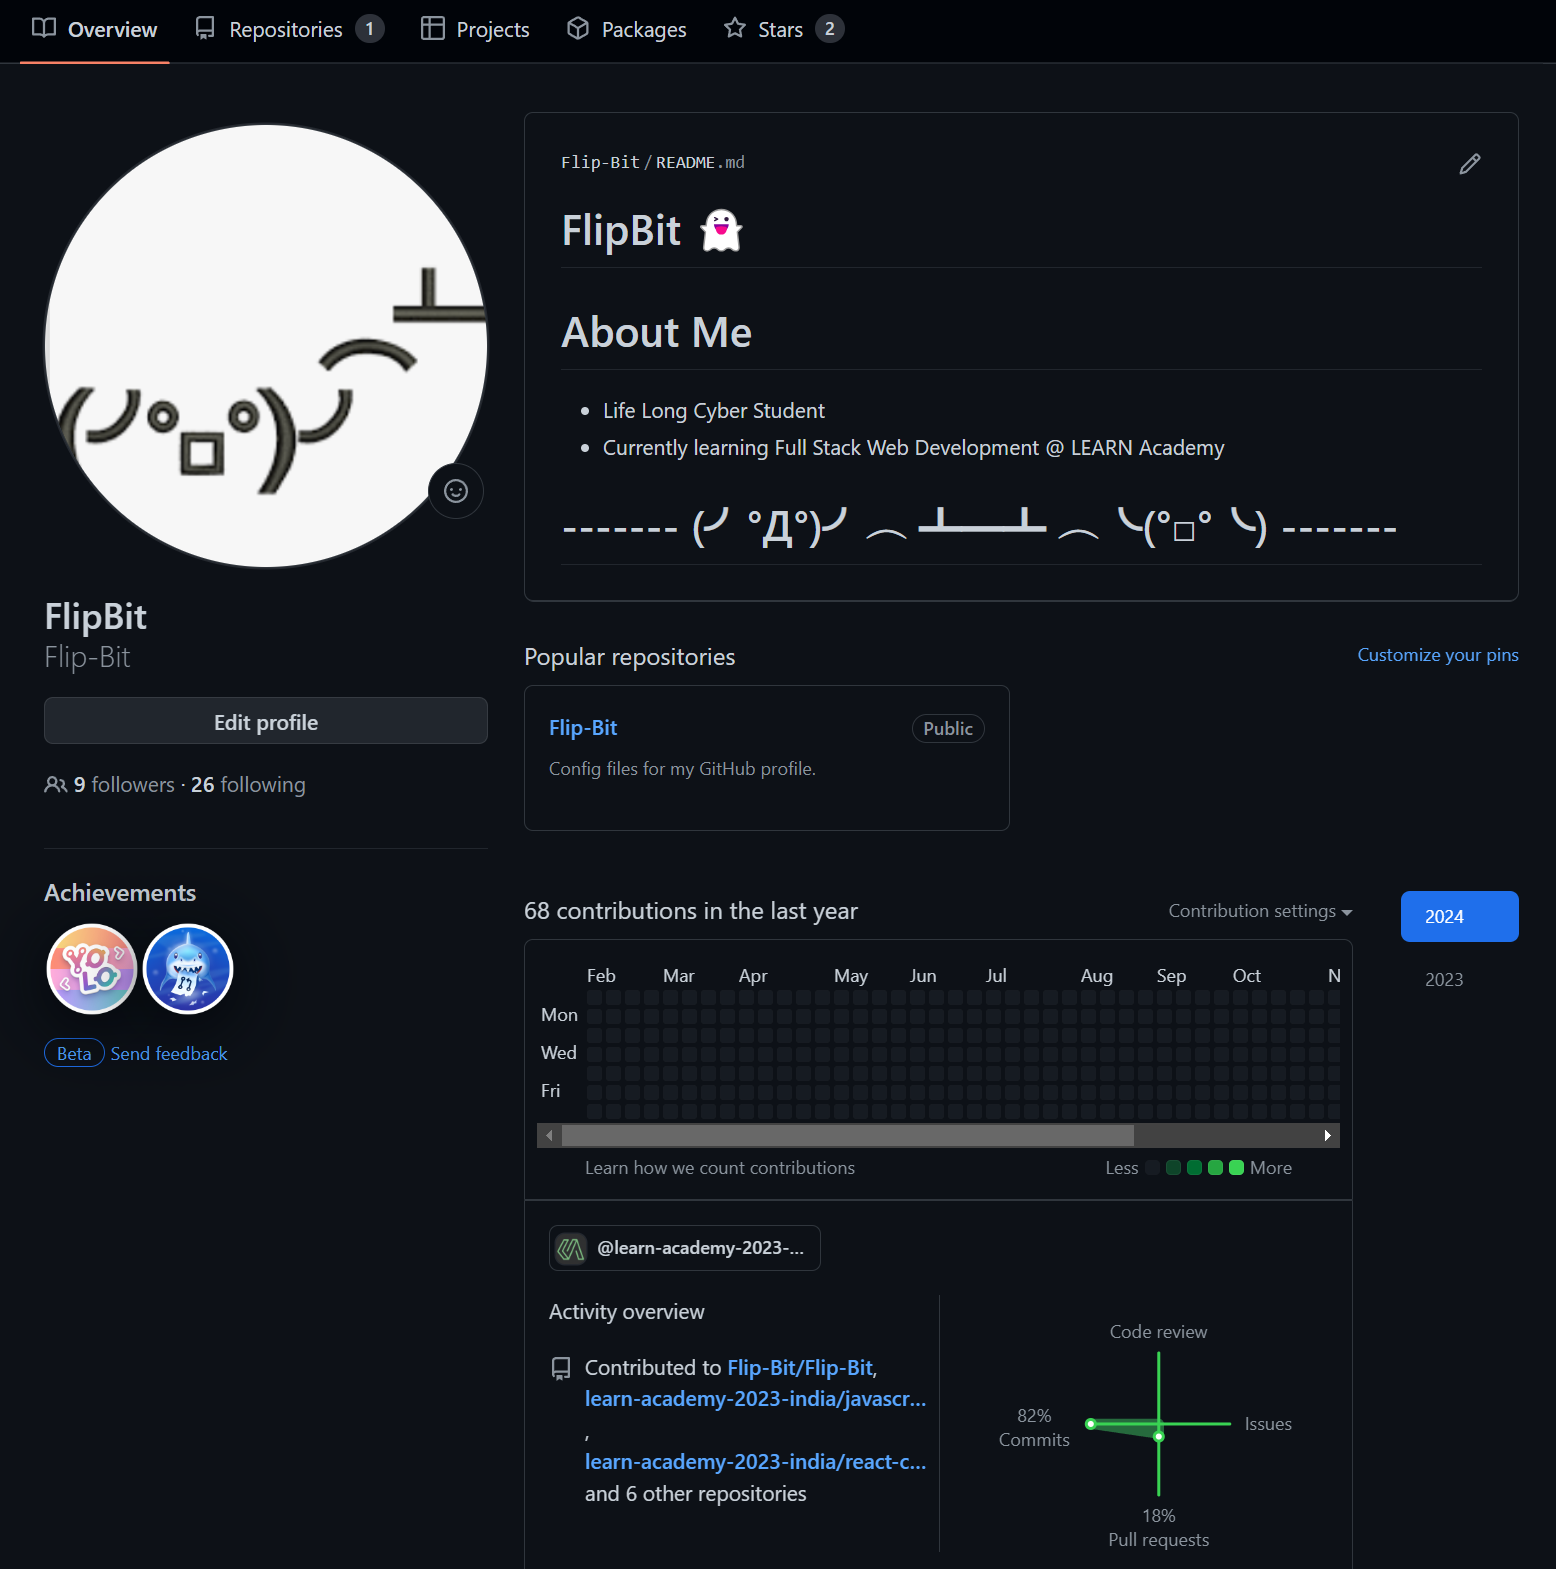 Overview
Repositories 1
Projects
Packages
Stars 2
(╯°□°)╯⌒┻
FlipBit
Flip-Bit
Edit profile
9 followers · 26 following
Achievements
YOLO
Beta Send feedback
Flip-Bit/README.md
FlipBit 👻
About Me
• Life Long Cyber Student
• Currently learning Full Stack Web Development @ LEARN Academy
------- (╯°Д°)╯︵ ┻━┻ ︵ ╰(°□°╰) -------
Popular repositories
Customize your pins
Flip-Bit
Public
Config files for my GitHub profile.
68 contributions in the last year
Contribution settings
2024
2023
Feb Mar Apr May Jun Jul Aug Sep Oct N
Mon
Wed
Fri
Learn how we count contributions
Less More
@learn-academy-2023-...
Activity overview
Contributed to Flip-Bit/Flip-Bit,
learn-academy-2023-india/javascr...
,
learn-academy-2023-india/react-c...
and 6 other repositories
Code review
82%
Commits
Issues
18%
Pull requests